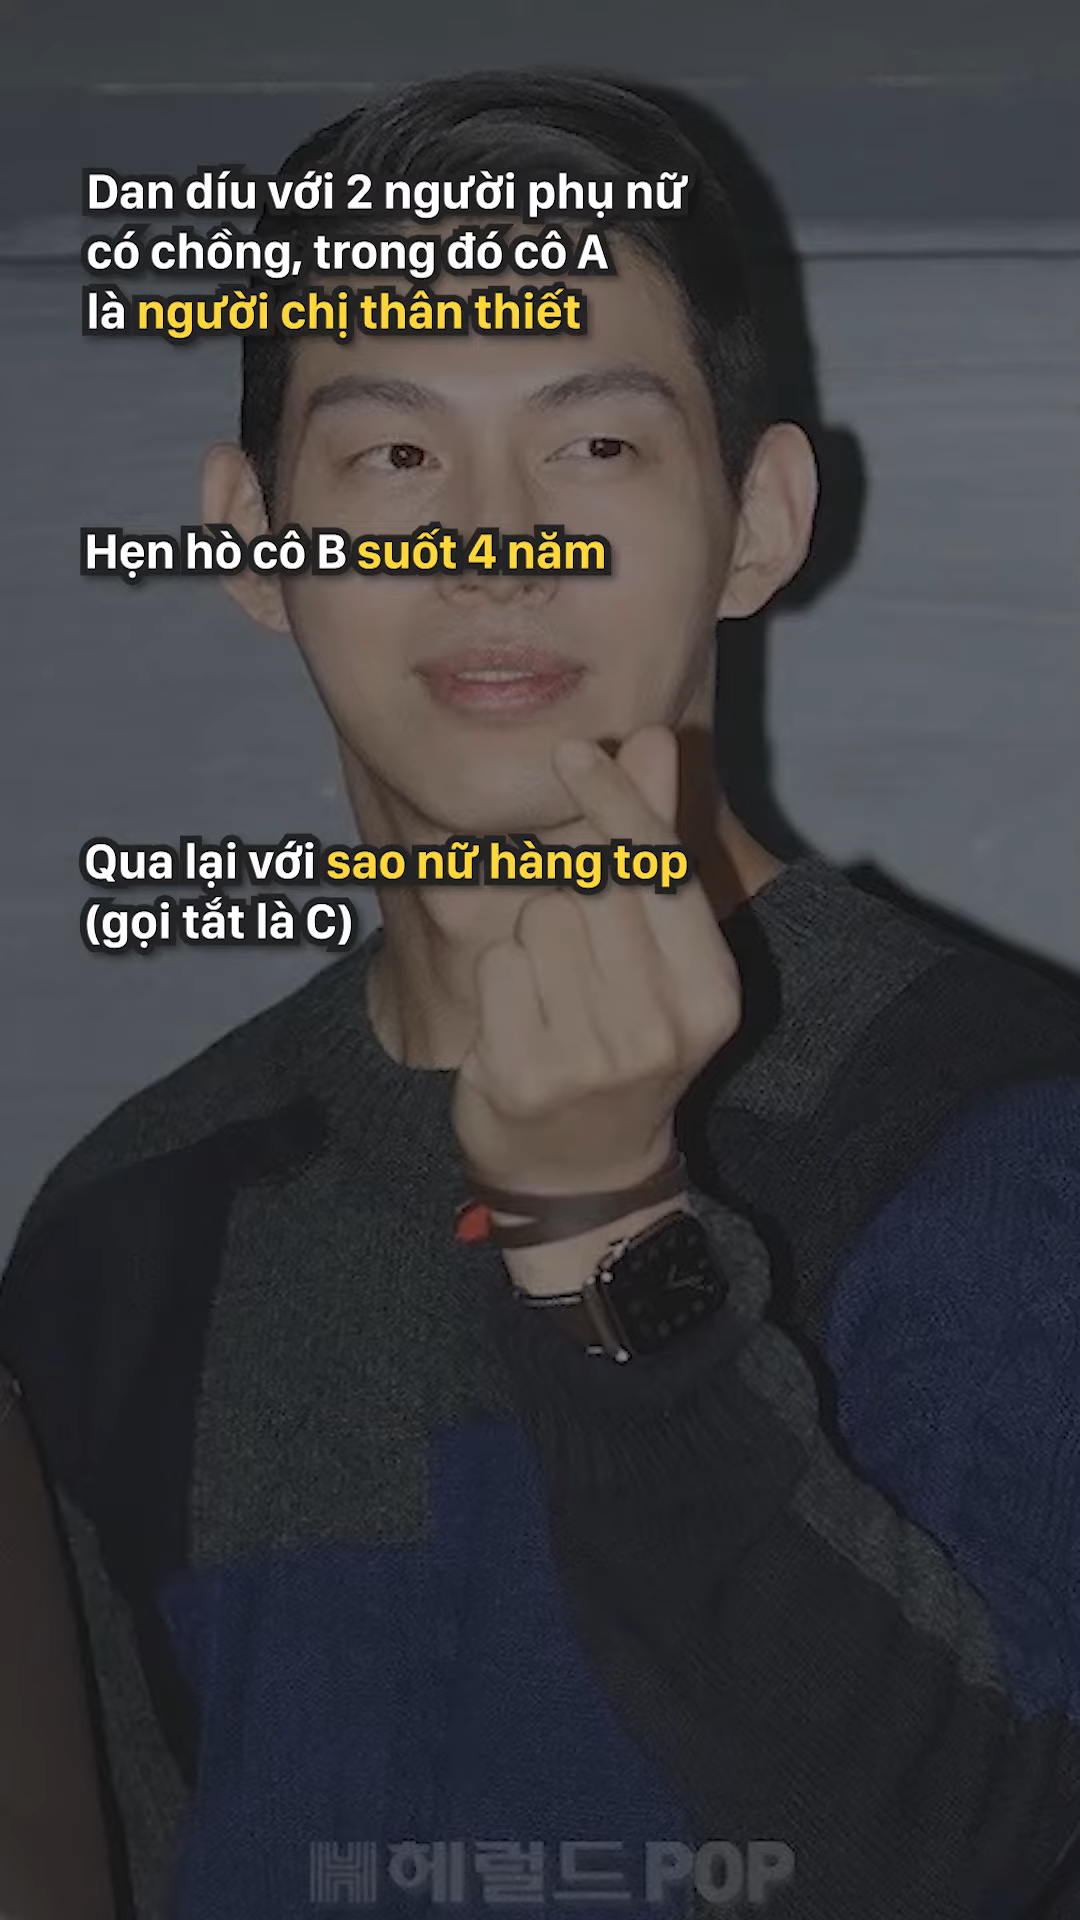 Dan díu với 2 người phụ nữ
có chồng, trong đó cô A
là người chị thân thiết
Hẹn hò cô B suốt 4 năm
Qua lại với sao nữ hàng top
(gọi tắt là C)
H 헤럴드POP